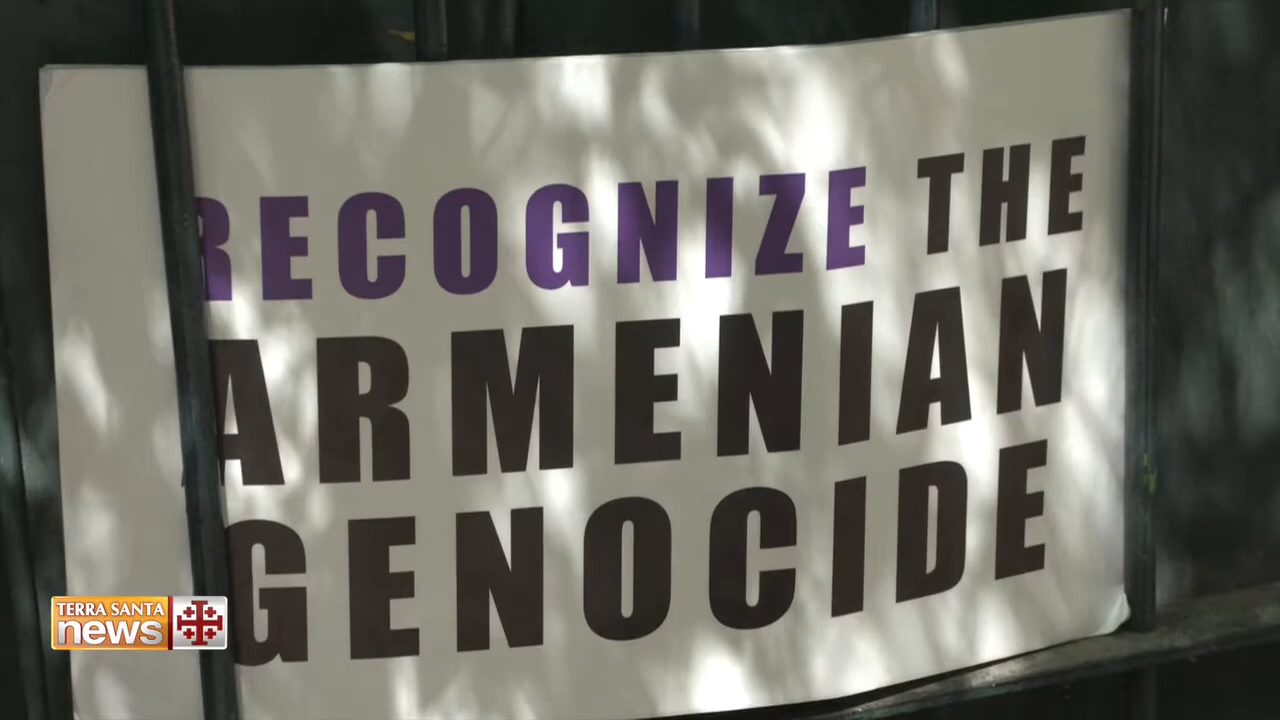 RECOGNIZE THE
ARMENIAN
GENOCIDE
TERRA SANTA
news